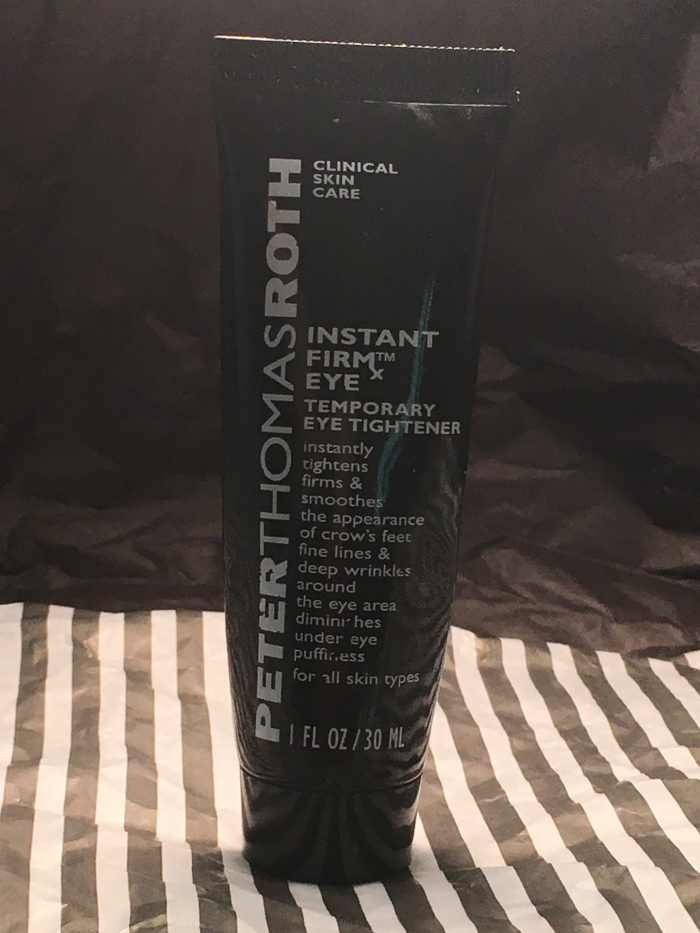 PETERTHOMASROTH
CLINICAL
SKIN
CARE
INSTANT
FIRMx™
EYE
TEMPORARY
EYE TIGHTENER
instantly
tightens
firms &
smoothes
the appearance
of crow's feet
fine lines &
deep wrinkles
around
the eye area
diminishes
under eye
puffiness
for all skin types
1 FL OZ/30 ML